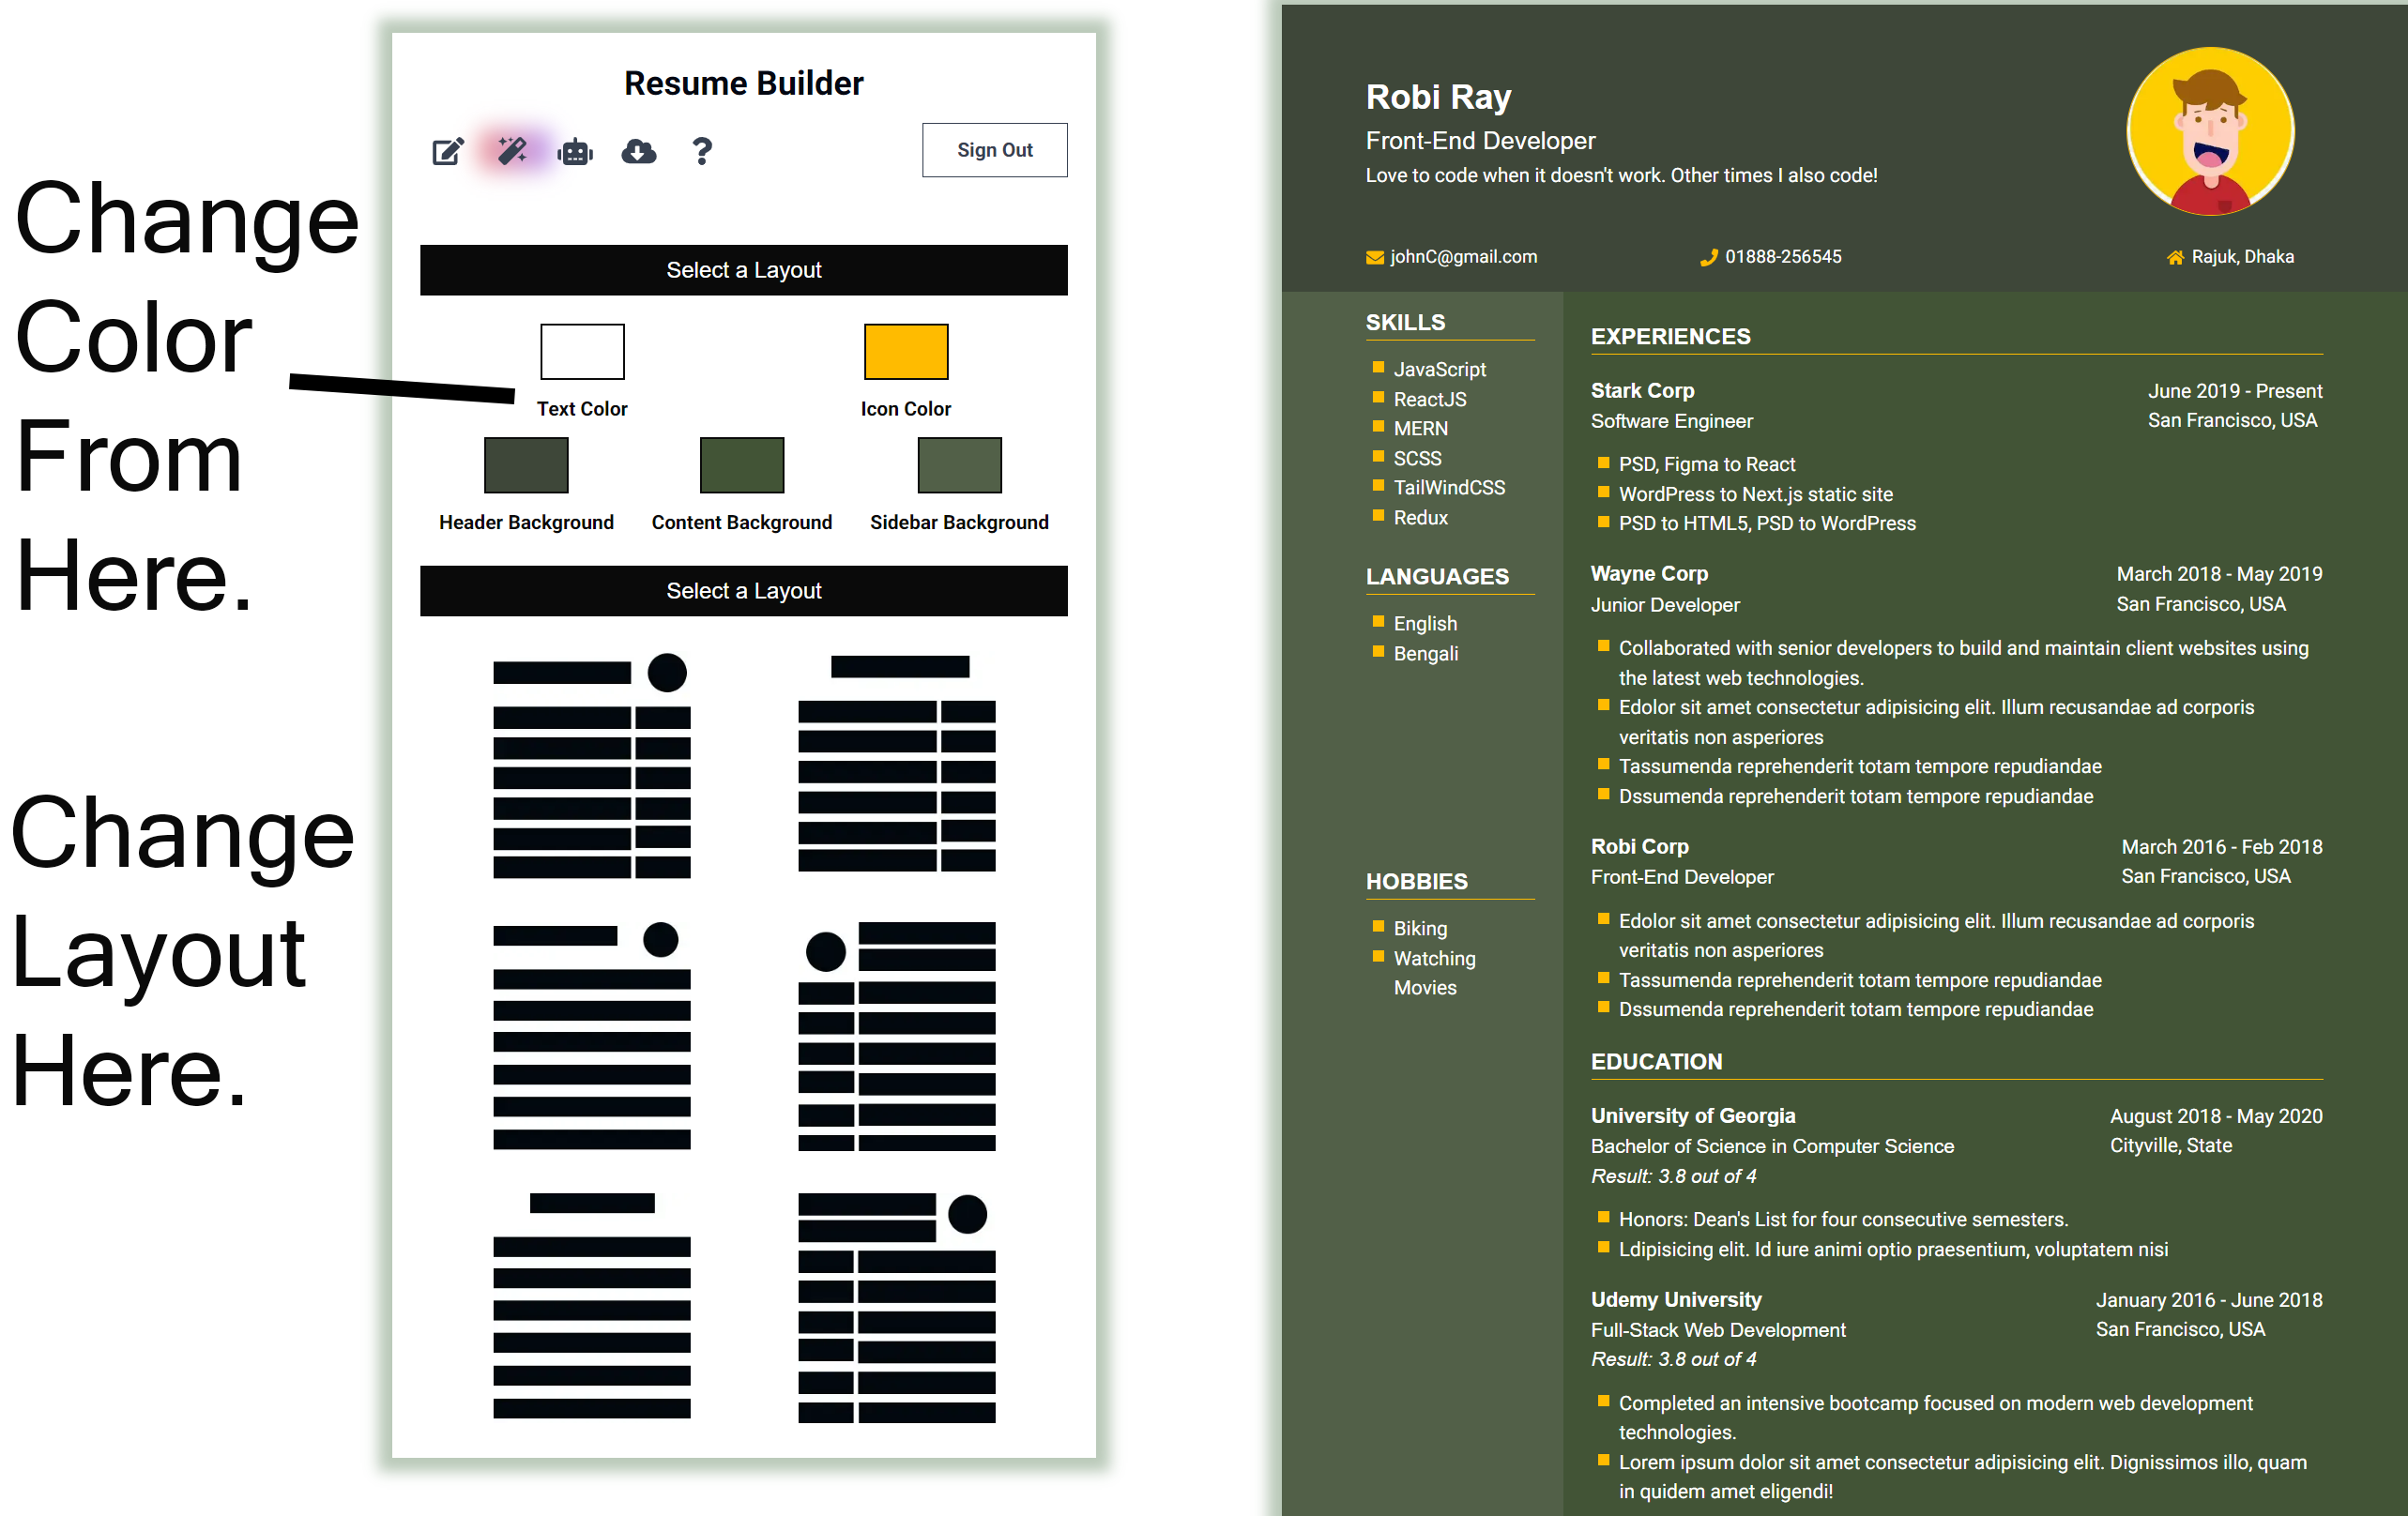 Change
Color
From
Here.
Change
Layout
Here.
Resume Builder
Sign Out
Select a Layout
Text Color
Icon Color
Header Background
Content Background
Sidebar Background
Select a Layout
Robi Ray
Front-End Developer
Love to code when it doesn't work. Other times I also code!
johnC@gmail.com
01888-256545
Rajuk, Dhaka
SKILLS
JavaScript
ReactJS
MERN
SCSS
TailWindCSS
Redux
LANGUAGES
English
Bengali
HOBBIES
Biking
Watching
Movies
EXPERIENCES
Stark Corp
June 2019 - Present
Software Engineer
San Francisco, USA
PSD, Figma to React
WordPress to Next.js static site
PSD to HTML5, PSD to WordPress
Wayne Corp
March 2018 - May 2019
Junior Developer
San Francisco, USA
Collaborated with senior developers to build and maintain client websites using
the latest web technologies.
Edolor sit amet consectetur adipisicing elit. Illum recusandae ad corporis
veritatis non asperiores
Tassumenda reprehenderit totam tempore repudiandae
Dssumenda reprehenderit totam tempore repudiandae
Robi Corp
March 2016 - Feb 2018
Front-End Developer
San Francisco, USA
Edolor sit amet consectetur adipisicing elit. Illum recusandae ad corporis
veritatis non asperiores
Tassumenda reprehenderit totam tempore repudiandae
Dssumenda reprehenderit totam tempore repudiandae
EDUCATION
University of Georgia
August 2018 - May 2020
Bachelor of Science in Computer Science
Cityville, State
Result: 3.8 out of 4
Honors: Dean's List for four consecutive semesters.
Ldipisicing elit. Id iure animi optio praesentium, voluptatem nisi
Udemy University
January 2016 - June 2018
Full-Stack Web Development
San Francisco, USA
Result: 3.8 out of 4
Completed an intensive bootcamp focused on modern web development
technologies.
Lorem ipsum dolor sit amet consectetur adipisicing elit. Dignissimos illo, quam
in quidem amet eligendi!